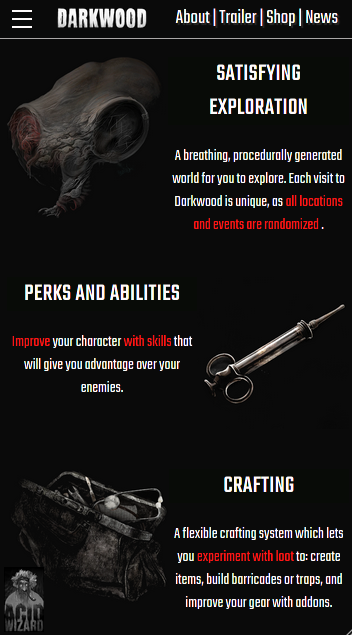 DARKWOOD
About | Trailer | Shop | News
SATISFYING
EXPLORATION
A breathing, procedurally generated
world for you to explore. Each visit to
Darkwood is unique, as all locations
and events are randomized .
PERKS AND ABILITIES
Improve your character with skills that
will give you advantage over your
enemies.
CRAFTING
A flexible crafting system which lets
you experiment with loot to: create
items, build barricades or traps, and
improve your gear with addons.
ACID
WIZARD